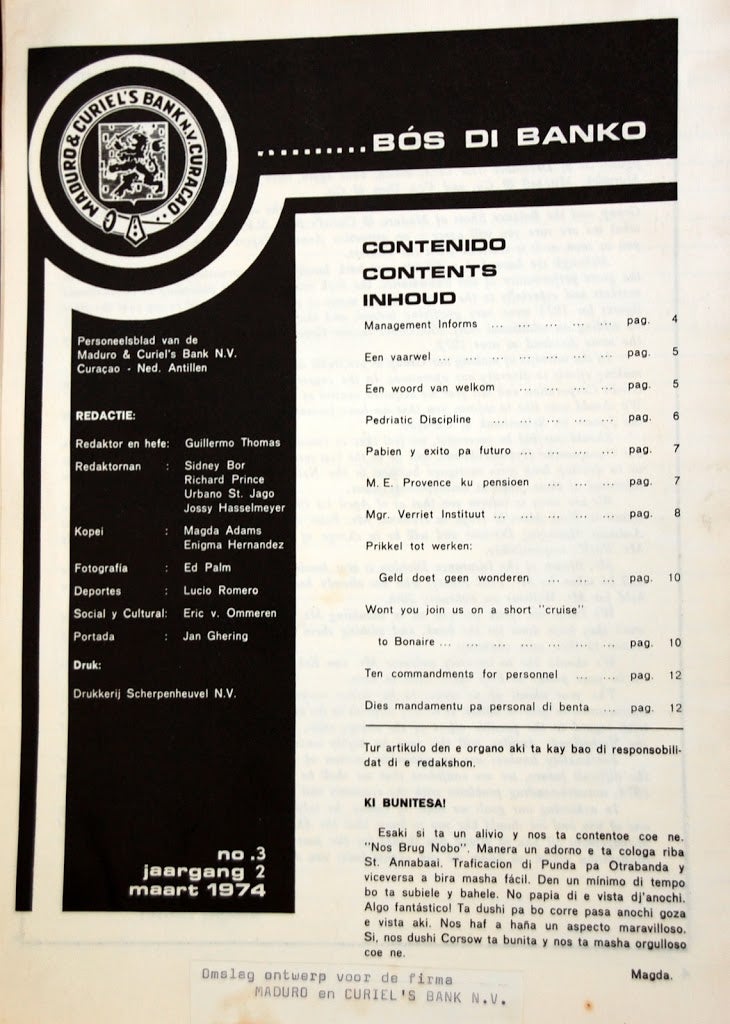 MADURO & CURIEL'S BANK N.V. CURAÇAO
..........BÓS DI BANKO
Personeelsblad van de
Maduro & Curiel's Bank N.V.
Curaçao - Ned. Antillen
REDACTIE:
Redaktor en hefe: Guillermo Thomas
Redaktornan : Sidney Bor
Richard Prince
Urbano St. Jago
Jossy Hasselmeyer
Kopei : Magda Adams
Enigma Hernandez
Fotografía : Ed Palm
Deportes : Lucio Romero
Social y Cultural: Eric v. Ommeren
Portada : Jan Ghering
Druk:
Drukkerij Scherpenheuvel N.V.
no .3
jaargang 2
maart 1974
CONTENIDO
CONTENTS
INHOUD
Management Informs ... ... ... ... ... pag. 4
Een vaarwel ... ... ... ... ... ... ... pag. 5
Een woord van welkom ... ... ... ... pag. 5
Pedriatic Discipline ... ... ... ... ... pag. 6
Pabien y exito pa futuro ... ... ... ... pag. 7
M. E. Provence ku pensioen ... ... ... pag. 7
Mgr. Verriet Instituut ... ... ... ... ... pag. 8
Prikkel tot werken:
Geld doet geen wonderen ... ... ... pag. 10
Wont you join us on a short "cruise"
to Bonaire ... ... ... ... ... ... ... pag. 10
Ten commandments for personnel ... ... pag. 12
Dies mandamentu pa personal di benta ... pag. 12
Tur artikulo den e organo aki ta kay bao di responsabili-
dat di e redakshon.
KI BUNITESA!
Esaki si ta un alivio y nos ta contentoe coe ne.
"Nos Brug Nobo". Manera un adorno e ta cologa riba
St. Annabaai. Traficacion di Punda pa Otrabanda y
viceversa a bira masha fácil. Den un mínimo di tempo
bo ta subiele y bahele. No papia di e vista dj'anochi.
Algo fantástico! Ta dushi pa bo corre pasa anochi goza
e vista aki. Nos haf a haña un aspecto maravilloso.
Si, nos dushi Corsow ta bunita y nos ta masha orgulloso
coe ne.
Magda.
Omslag ontwerp voor de firma
MADURO en CURIEL'S BANK N.V.